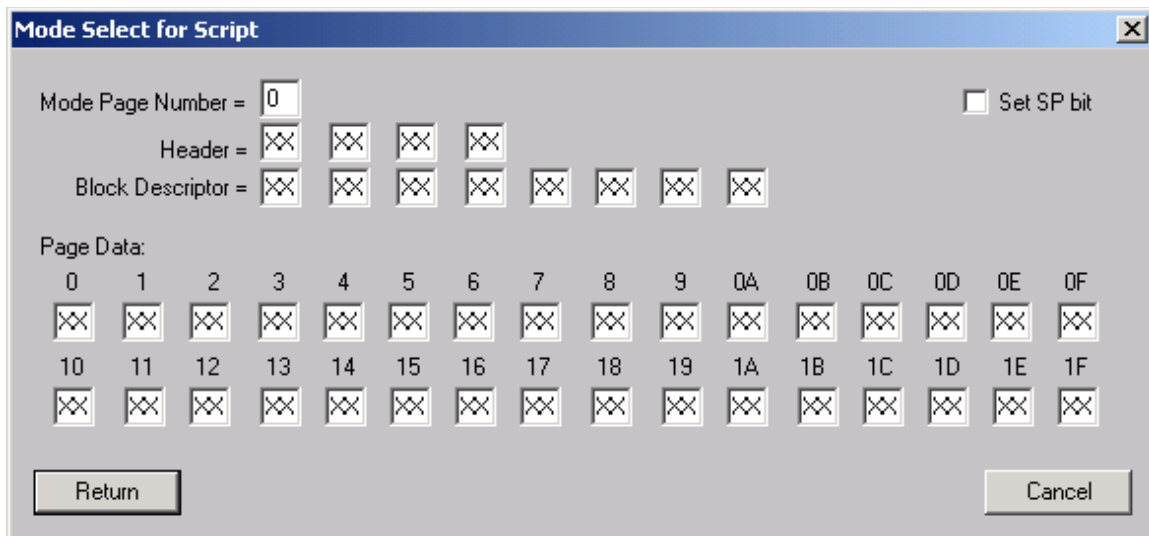 Mode Select for Script
Mode Page Number = 0 Set SP bit
Header = XX XX XX XX
Block Descriptor = XX XX XX XX XX XX XX XX
Page Data:
0 1 2 3 4 5 6 7 8 9 0A 0B 0C 0D 0E 0F
XX XX XX XX XX XX XX XX XX XX XX XX XX XX XX XX
10 11 12 13 14 15 16 17 18 19 1A 1B 1C 1D 1E 1F
XX XX XX XX XX XX XX XX XX XX XX XX XX XX XX XX
Return Cancel